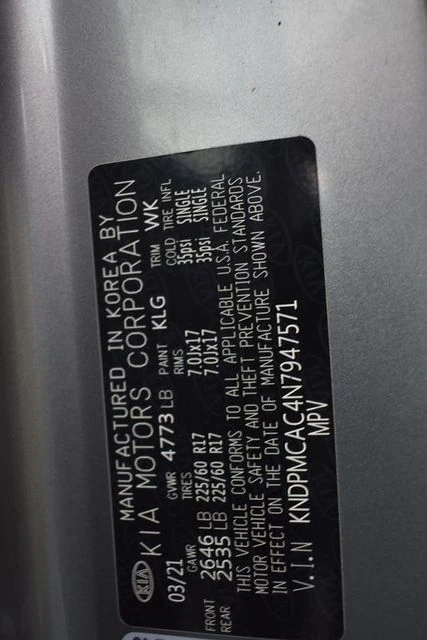 MANUFACTURED IN KOREA BY
KIA KIA MOTORS CORPORATION
03/21 GVWR 4773 LB PAINT KLG TRIM WK
GAWR TIRES RIMS COLD TIRE INFL
FRONT 2646 LB 225/60 R17 7.0Jx17 35psi SINGLE
REAR 2535 LB 225/60 R17 7.0Jx17 35psi SINGLE
THIS VEHICLE CONFORMS TO ALL APPLICABLE U.S.A. FEDERAL
MOTOR VEHICLE SAFETY AND THEFT PREVENTION STANDARDS
IN EFFECT ON THE DATE OF MANUFACTURE SHOWN ABOVE.
V.I.N KNDPMCAC4N7947571
MPV